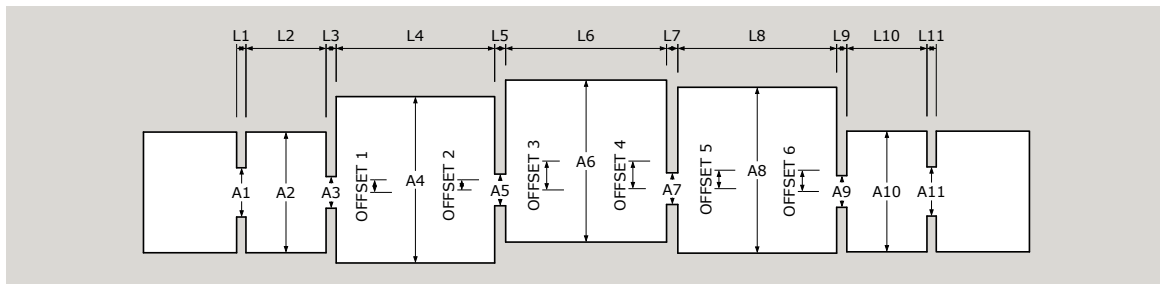 L1 L2 L3 L4 L5 L6 L7 L8 L9 L10 L11
A1 A2 A3 A4 A5 A6 A7 A8 A9 A10 A11
OFFSET 1
OFFSET 2
OFFSET 3
OFFSET 4
OFFSET 5
OFFSET 6